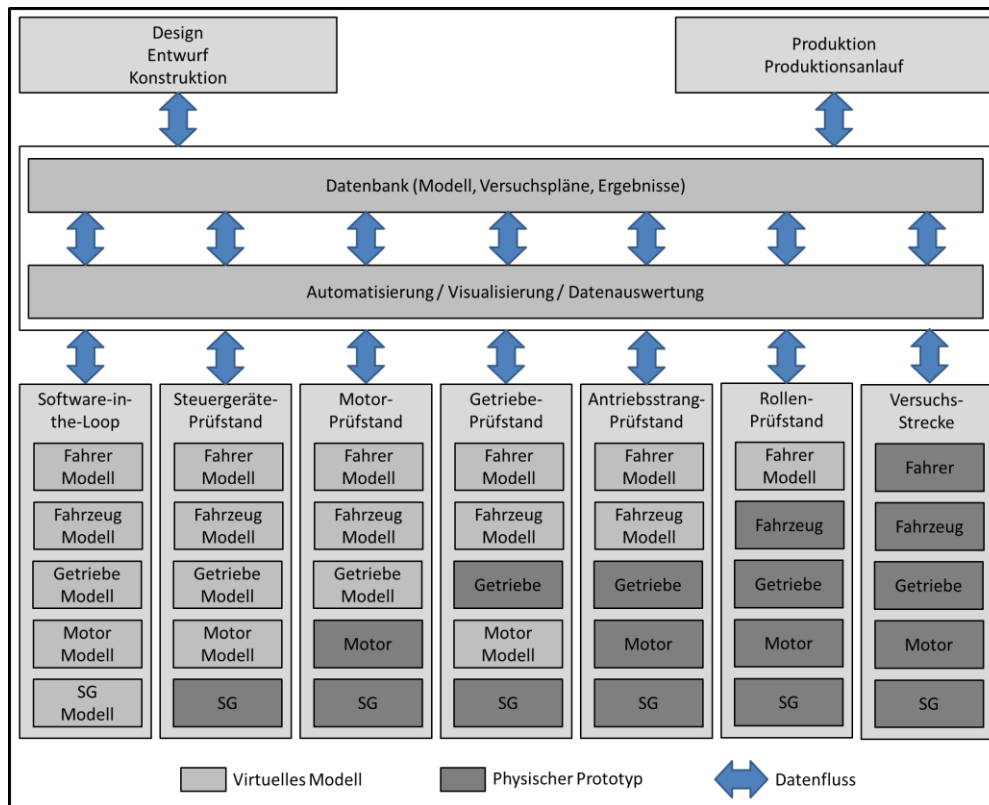 Design
Entwurf
Konstruktion
Produktion
Produktionsanlauf
Datenbank (Modell, Versuchspläne, Ergebnisse)
Automatisierung / Visualisierung / Datenauswertung
Software-in-
the-Loop
Fahrer
Modell
Fahrzeug
Modell
Getriebe
Modell
Motor
Modell
SG
Modell
Steuergeräte-
Prüfstand
Fahrer
Modell
Fahrzeug
Modell
Getriebe
Modell
Motor
Modell
SG
Motor-
Prüfstand
Fahrer
Modell
Fahrzeug
Modell
Getriebe
Modell
Motor
SG
Getriebe-
Prüfstand
Fahrer
Modell
Fahrzeug
Modell
Getriebe
Motor
Modell
SG
Antriebsstrang-
Prüfstand
Fahrer
Modell
Fahrzeug
Modell
Getriebe
Motor
SG
Rollen-
Prüfstand
Fahrer
Modell
Fahrzeug
Getriebe
Motor
SG
Versuchs-
Strecke
Fahrer
Fahrzeug
Getriebe
Motor
SG
Virtuelles Modell
Physischer Prototyp
Datenfluss